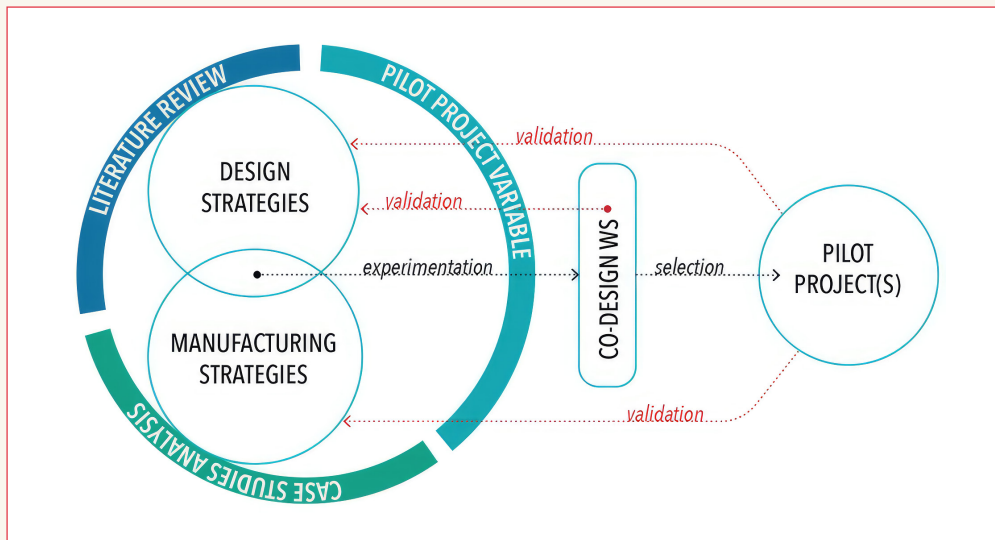 LITERATURE REVIEW
PILOT PROJECT VARIABLE
CASE STUDIES ANALYSIS
DESIGN
STRATEGIES
MANUFACTURING
STRATEGIES
validation
validation
experimentation
CO-DESIGN WS
selection
PILOT
PROJECT(S)
validation